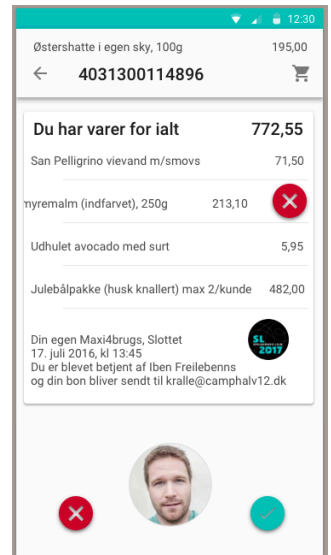 12:30
Østershatte i egen sky, 100g 195,00
4031300114896
Du har varer for ialt 772,55
San Pelligrino vievand m/smovs 71,50
myremalm (indfarvet), 250g 213,10
Udhulet avocado med surt 5,95
Julebålpakke (husk knallert) max 2/kunde 482,00
Din egen Maxi4brugs, Slottet
17. juli 2016, kl 13:45
Du er blevet betjent af Iben Freilebenns
og din bon bliver sendt til kralle@camphalv12.dk
SL
2017